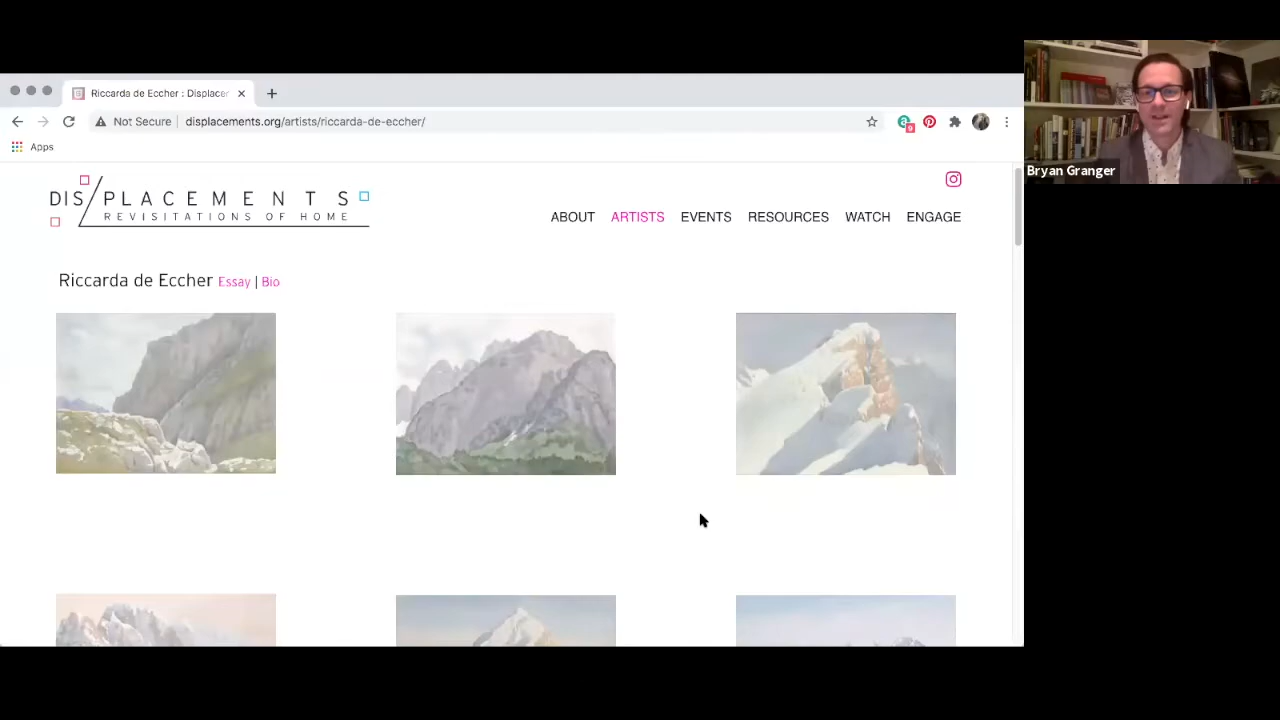 Riccarda de Eccher : Displacer
Not Secure
displacements.org/artists/riccarda-de-eccher/
Apps
DIS/PLACEMENTS
REVISITATIONS OF HOME
ABOUT ARTISTS EVENTS RESOURCES WATCH ENGAGE
Riccarda de Eccher Essay | Bio
Bryan Granger